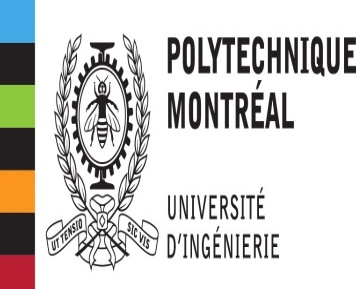 POLYTECHNIQUE
MONTRÉAL
UNIVERSITÉ
D'INGÉNIERIE
UT TENSIO SIC VIS